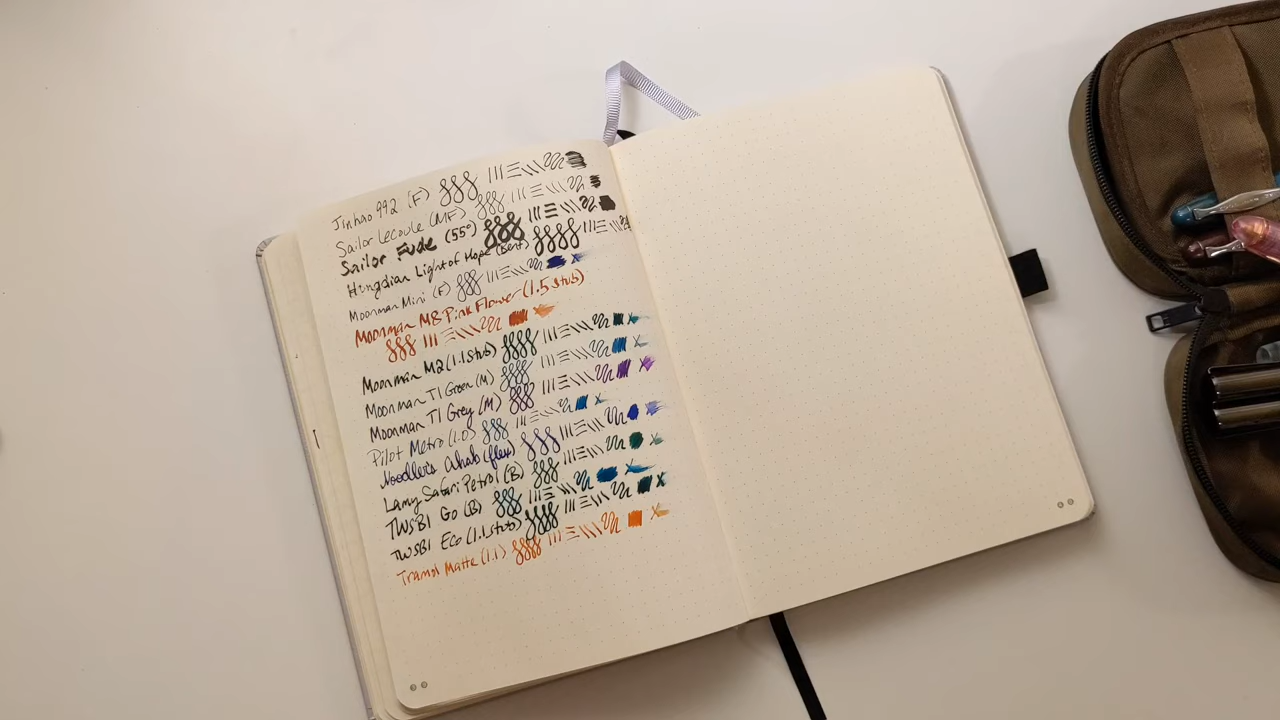 Jinhao 992 (F)
Sailor Lecoule (MF)
Sailor Fude (55°)
Hongdian Light of Hope (Bent)
Moonman Mini (F)
Moonman M8 Pink Flower (1.5 stub)
Moonman M2 (1.1 stub)
Moonman T1 Green (M)
Moonman T1 Grey (M)
Pilot Metro (1.0)
Noodler's Ahab (flex)
Lamy Safari Petrol (B)
TWSBI Go (B)
TWSBI Eco (1.1 stub)
Tramol Matte (1.1)